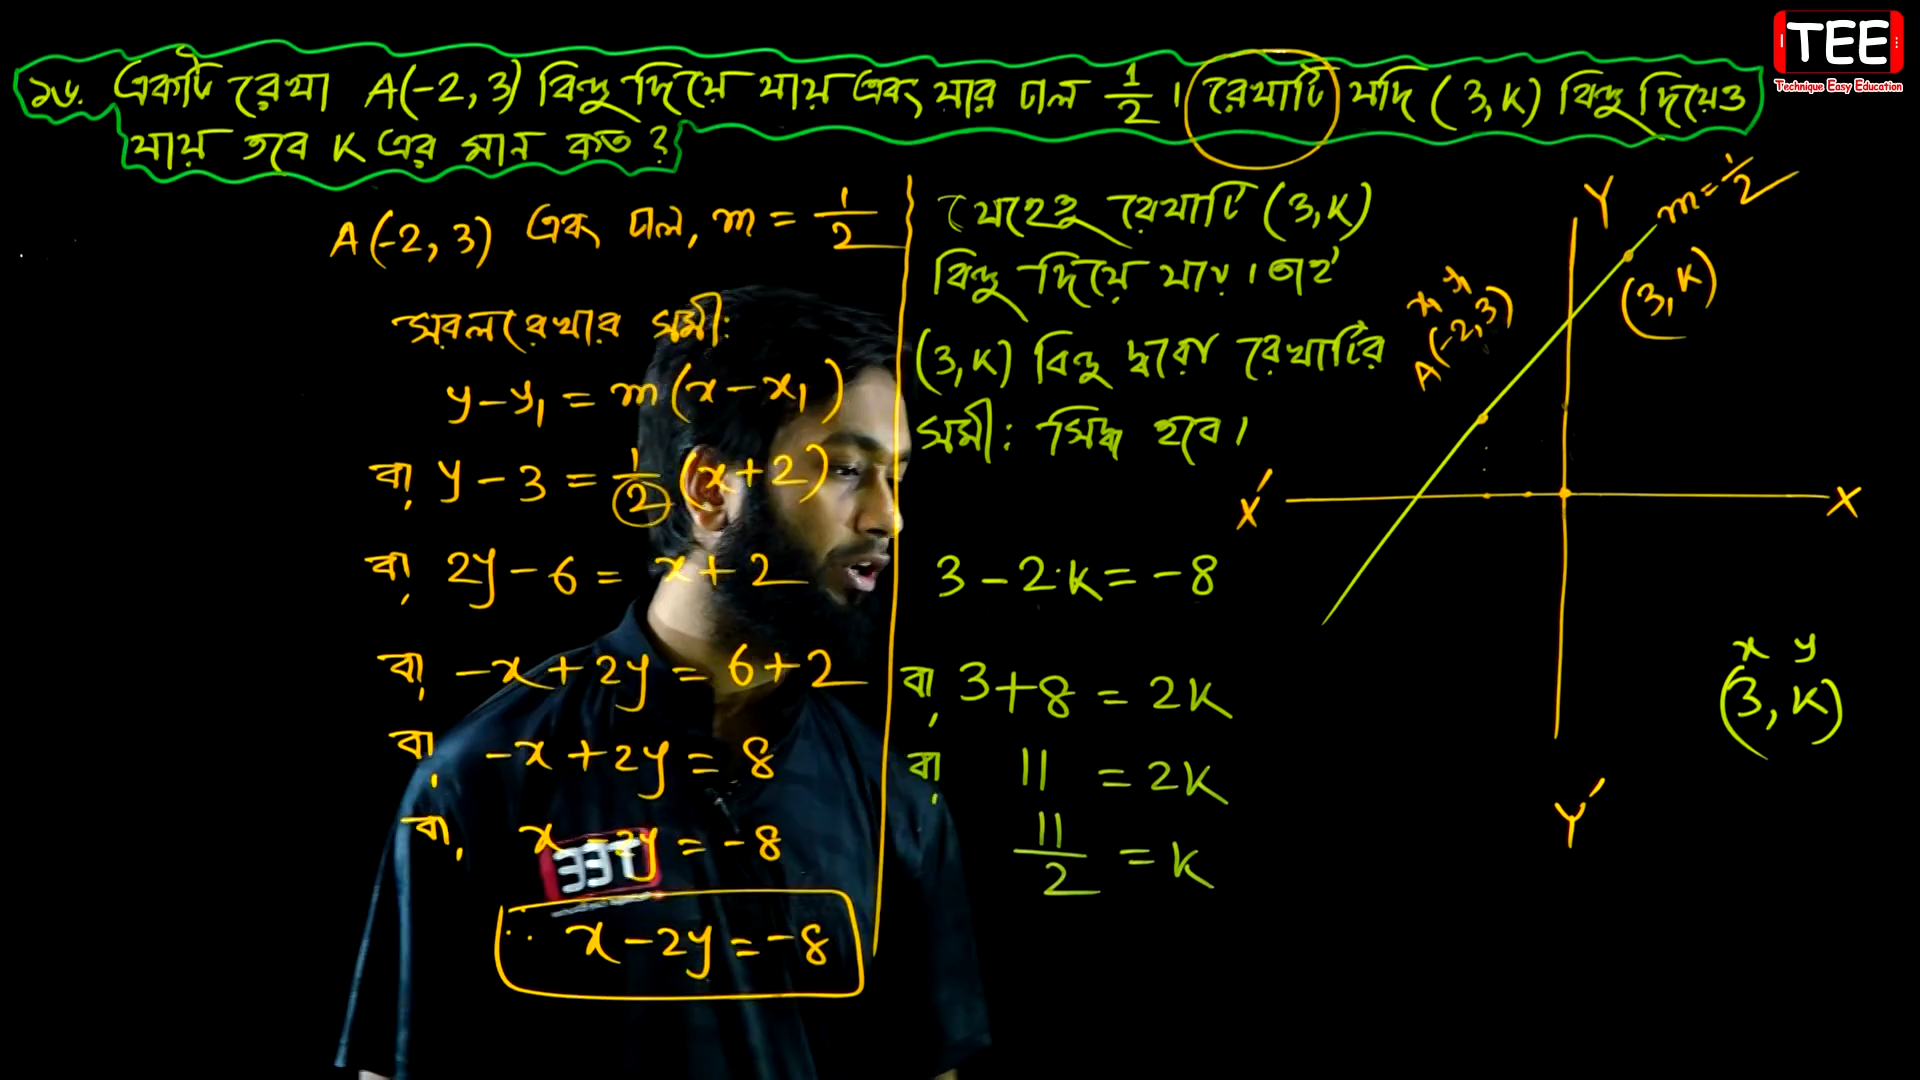 TEE
Technique Easy Education
১৬. একটি রেখা A(-2, 3) বিন্দু দিয়ে যায় এবং যার ঢাল 1/2 । রেখাটি যদি (3, K) বিন্দু দিয়েও
যায় তবে K এর মান কত ?
A(-2, 3) এবং ঢাল, m = 1/2
সরলরেখার সমী:
y - y₁ = m(x - x₁)
বা, y - 3 = 1/2 (x + 2)
বা, 2y - 6 = x + 2
বা, -x + 2y = 6 + 2
বা, -x + 2y = 8
বা, x - 2y = -8
∴ x - 2y = -8
যেহেতু রেখাটি (3, K)
বিন্দু দিয়ে যায়। তাই
(3, K) বিন্দু দ্বারা রেখাটির
সমী: সিদ্ধ হবে।
3 - 2·K = -8
বা, 3 + 8 = 2K
বা, 11 = 2K
11/2 = K
Y
m = 1/2
(3, K)
x₁ y₁
A(-2, 3)
X′
X
Y′
x y
(3, K)